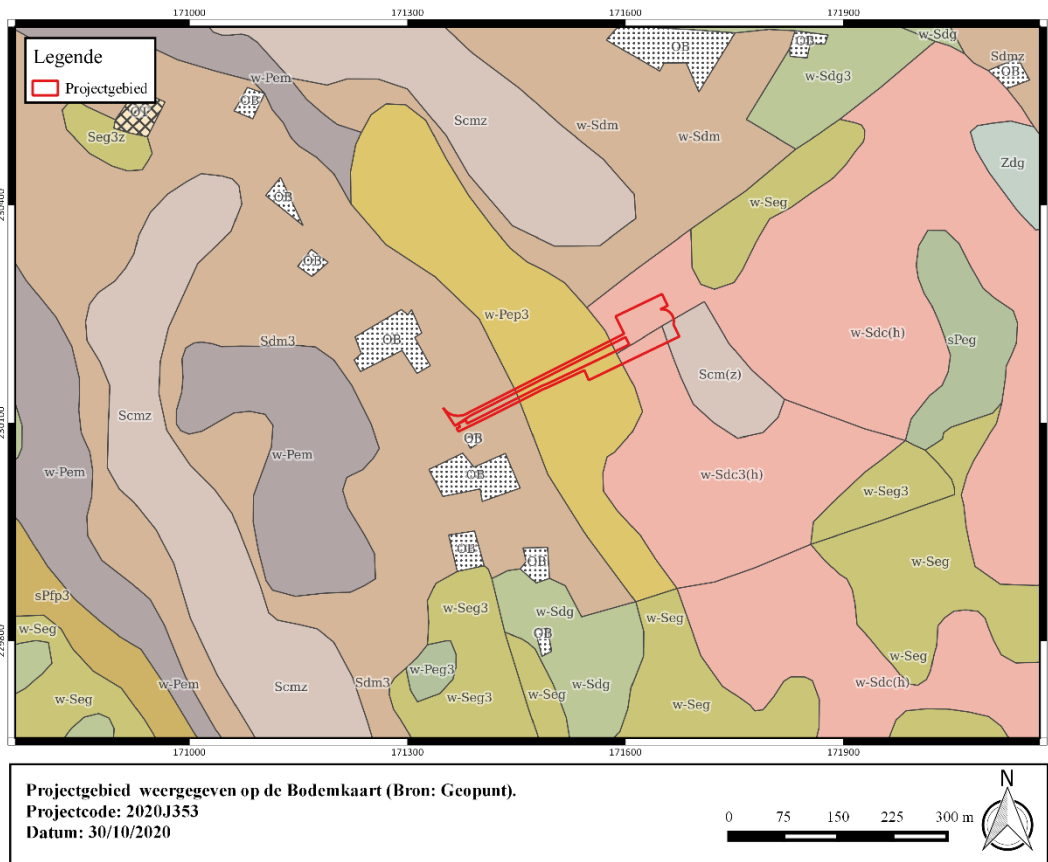 171000 171300 171600 171900
Legende
Projectgebied
OB OB w-Sdg
Sdmz
w-Pem w-Sdg3 OB
OB
OT Scmz w-Sdm
Seg3z w-Sdm
Zdg
230400
OB w-Seg
OB
w-Pep3
w-Sdc(h)
OB Sdm3 sPeg
Scm(z)
Scmz
230100
OB
w-Pem w-Pem OB w-Sdc3(h)
w-Seg3
OB
OB w-Seg
sPfp3
w-Seg3 w-Sdg w-Seg
w-Seg
229800
OB
w-Seg
w-Peg3
w-Pem Scmz Sdm3 w-Sdg w-Sdc(h)
w-Seg w-Seg3 w-Seg w-Seg
171000 171300 171600 171900
Projectgebied weergegeven op de Bodemkaart (Bron: Geopunt).
Projectcode: 2020J353
Datum: 30/10/2020
N
0 75 150 225 300 m